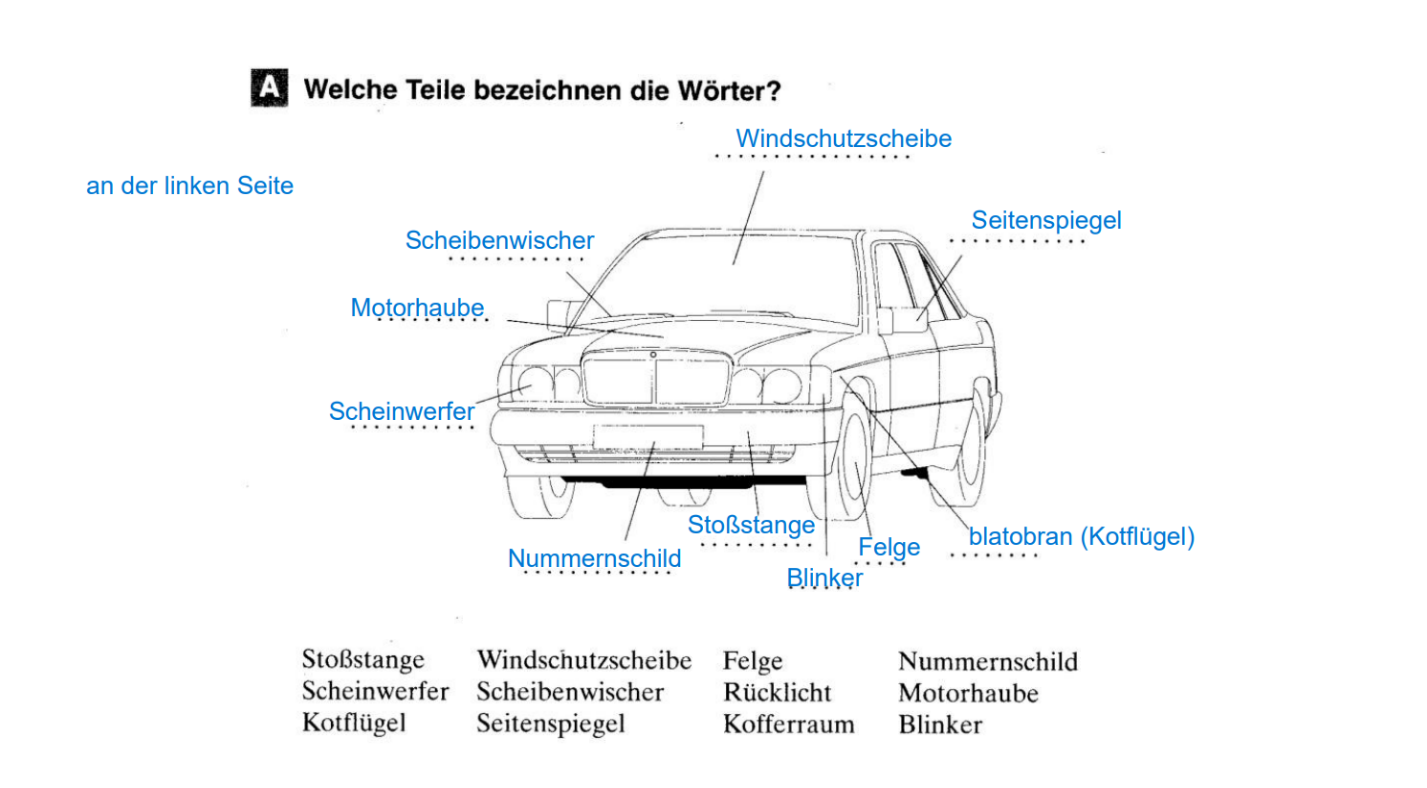 A Welche Teile bezeichnen die Wörter?
Windschutzscheibe
an der linken Seite
Seitenspiegel
Scheibenwischer
Motorhaube
Scheinwerfer
Stoßstange
blatobran (Kotflügel)
Felge
Nummernschild
Blinker
Stoßstange Windschutzscheibe Felge Nummernschild
Scheinwerfer Scheibenwischer Rücklicht Motorhaube
Kotflügel Seitenspiegel Kofferraum Blinker